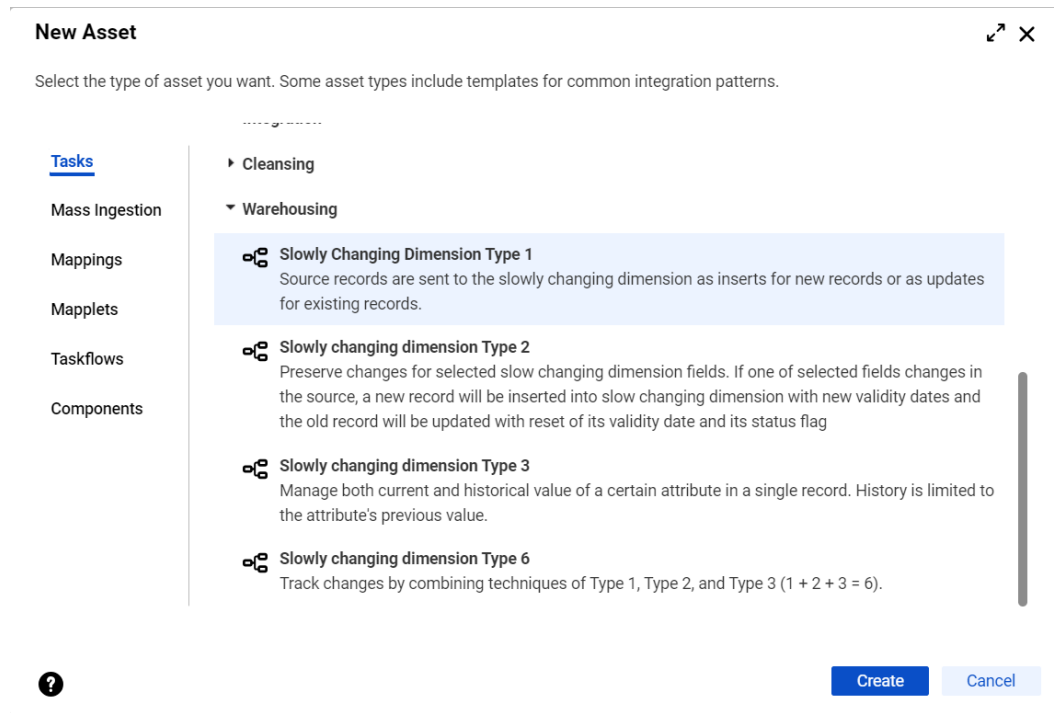 New Asset
Select the type of asset you want. Some asset types include templates for common integration patterns.
Tasks
Mass Ingestion
Mappings
Mapplets
Taskflows
Components
Cleansing
Warehousing
Slowly Changing Dimension Type 1
Source records are sent to the slowly changing dimension as inserts for new records or as updates
for existing records.
Slowly changing dimension Type 2
Preserve changes for selected slow changing dimension fields. If one of selected fields changes in
the source, a new record will be inserted into slow changing dimension with new validity dates and
the old record will be updated with reset of its validity date and its status flag
Slowly changing dimension Type 3
Manage both current and historical value of a certain attribute in a single record. History is limited to
the attribute's previous value.
Slowly changing dimension Type 6
Track changes by combining techniques of Type 1, Type 2, and Type 3 (1 + 2 + 3 = 6).
?
Create
Cancel